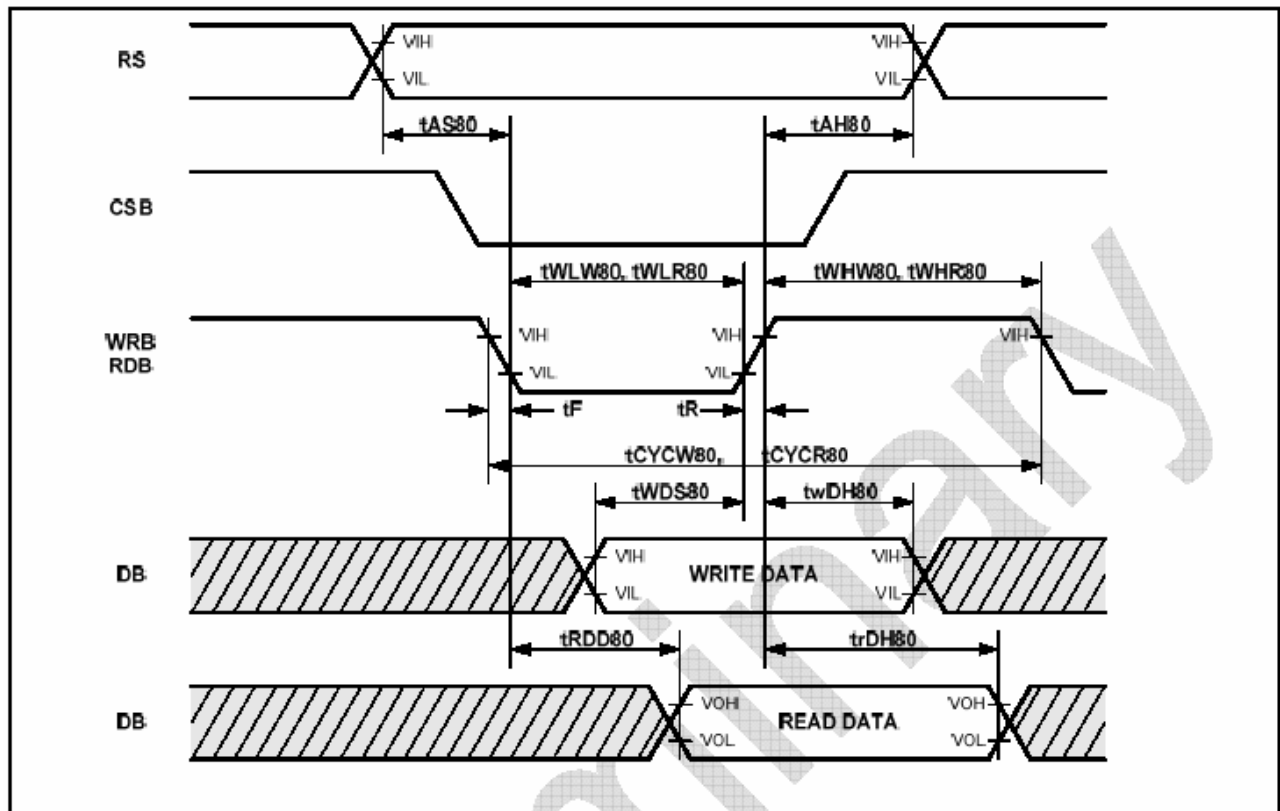 RS
VIH
VIH
VIL
VIL
tAS80
tAH80
CSB
tWLW80, tWLR80
tWHW80, tWHR80
WRB
RDB
VIH
VIH
VIH
VIL
VIL
tF
tR
tCYCW80, tCYCR80
tWDS80
twDH80
DB
VIH
WRITE DATA
VIH
VIL
VIL
tRDD80
trDH80
DB
VOH
READ DATA
VOH
VOL
VOL
minary